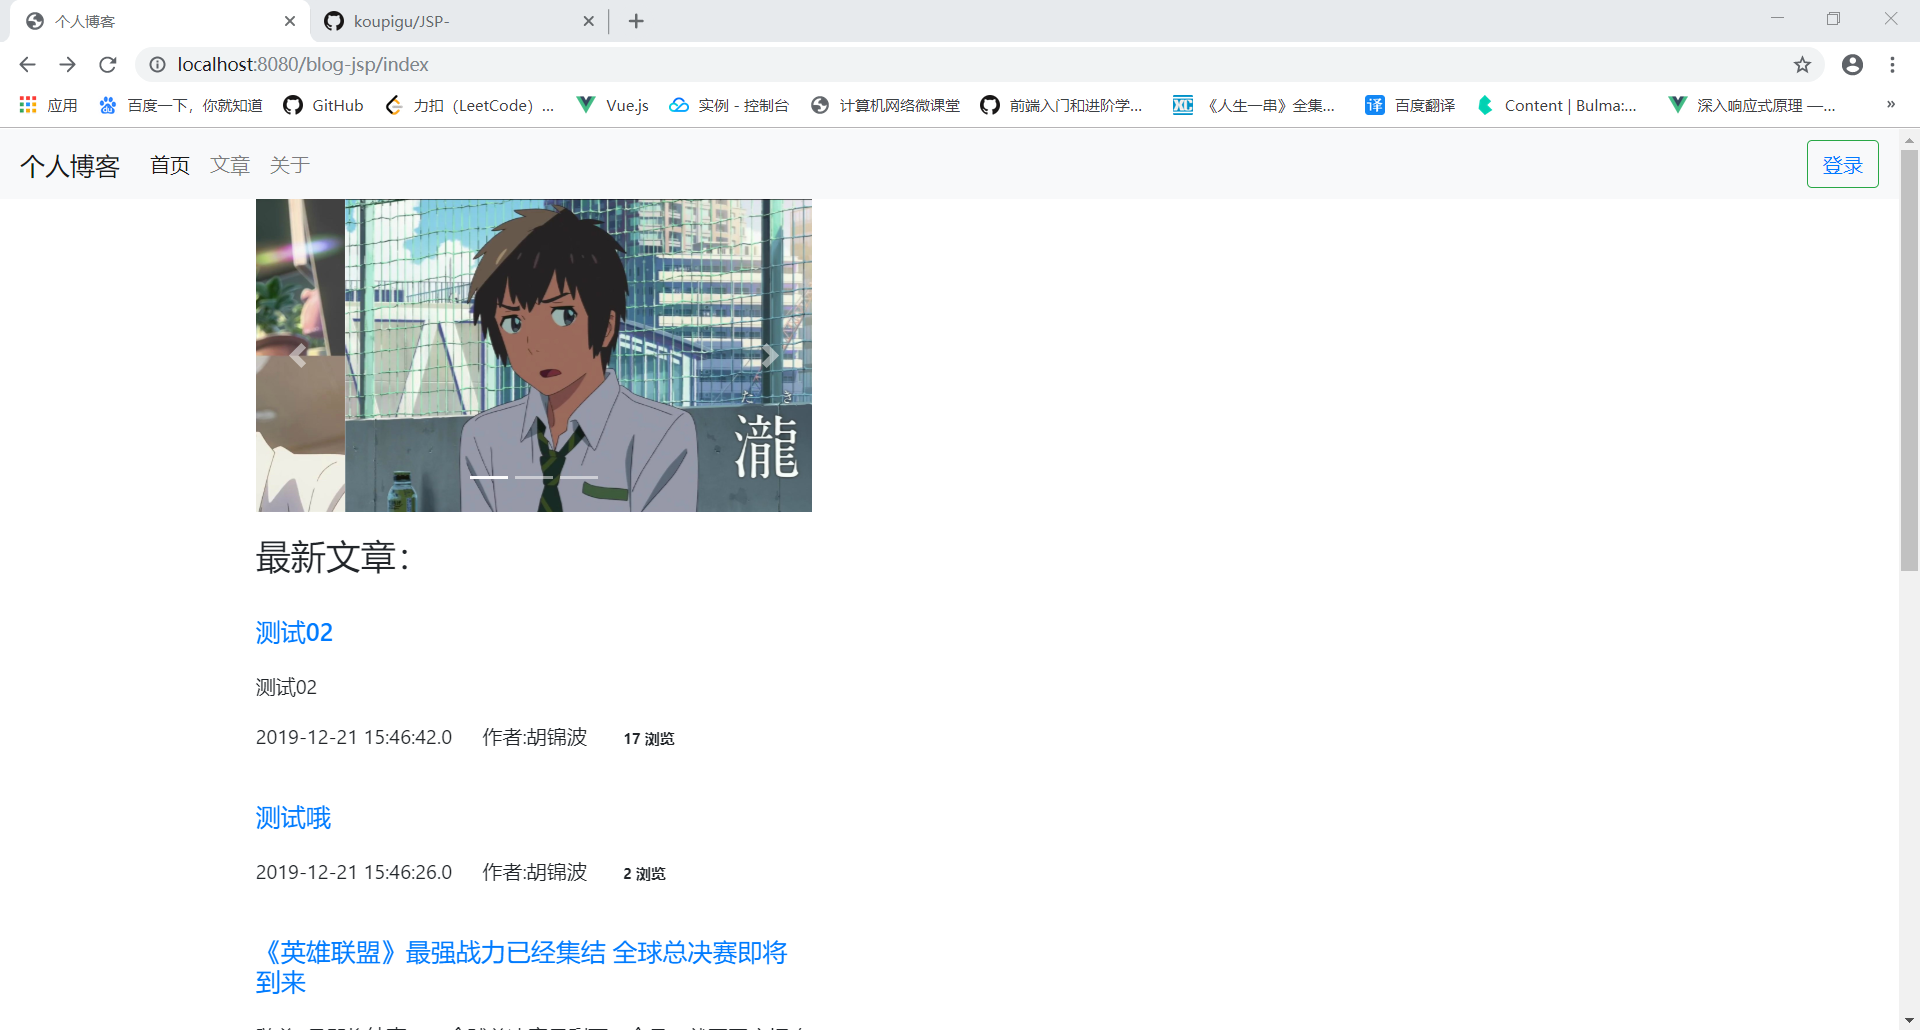 个人博客
koupigu/JSP-
localhost:8080/blog-jsp/index
应用
百度一下，你就知道
GitHub
力扣（LeetCode）...
Vue.js
实例 - 控制台
计算机网络微课堂
前端入门和进阶学...
《人生一串》全集...
译
百度翻译
Content | Bulma:...
深入响应式原理 —...
»
个人博客
首页
文章
关于
登录
た き
瀧
最新文章：
测试02
测试02
2019-12-21 15:46:42.0 作者:胡锦波 17 浏览
测试哦
2019-12-21 15:46:26.0 作者:胡锦波 2 浏览
《英雄联盟》最强战力已经集结 全球总决赛即将
到来